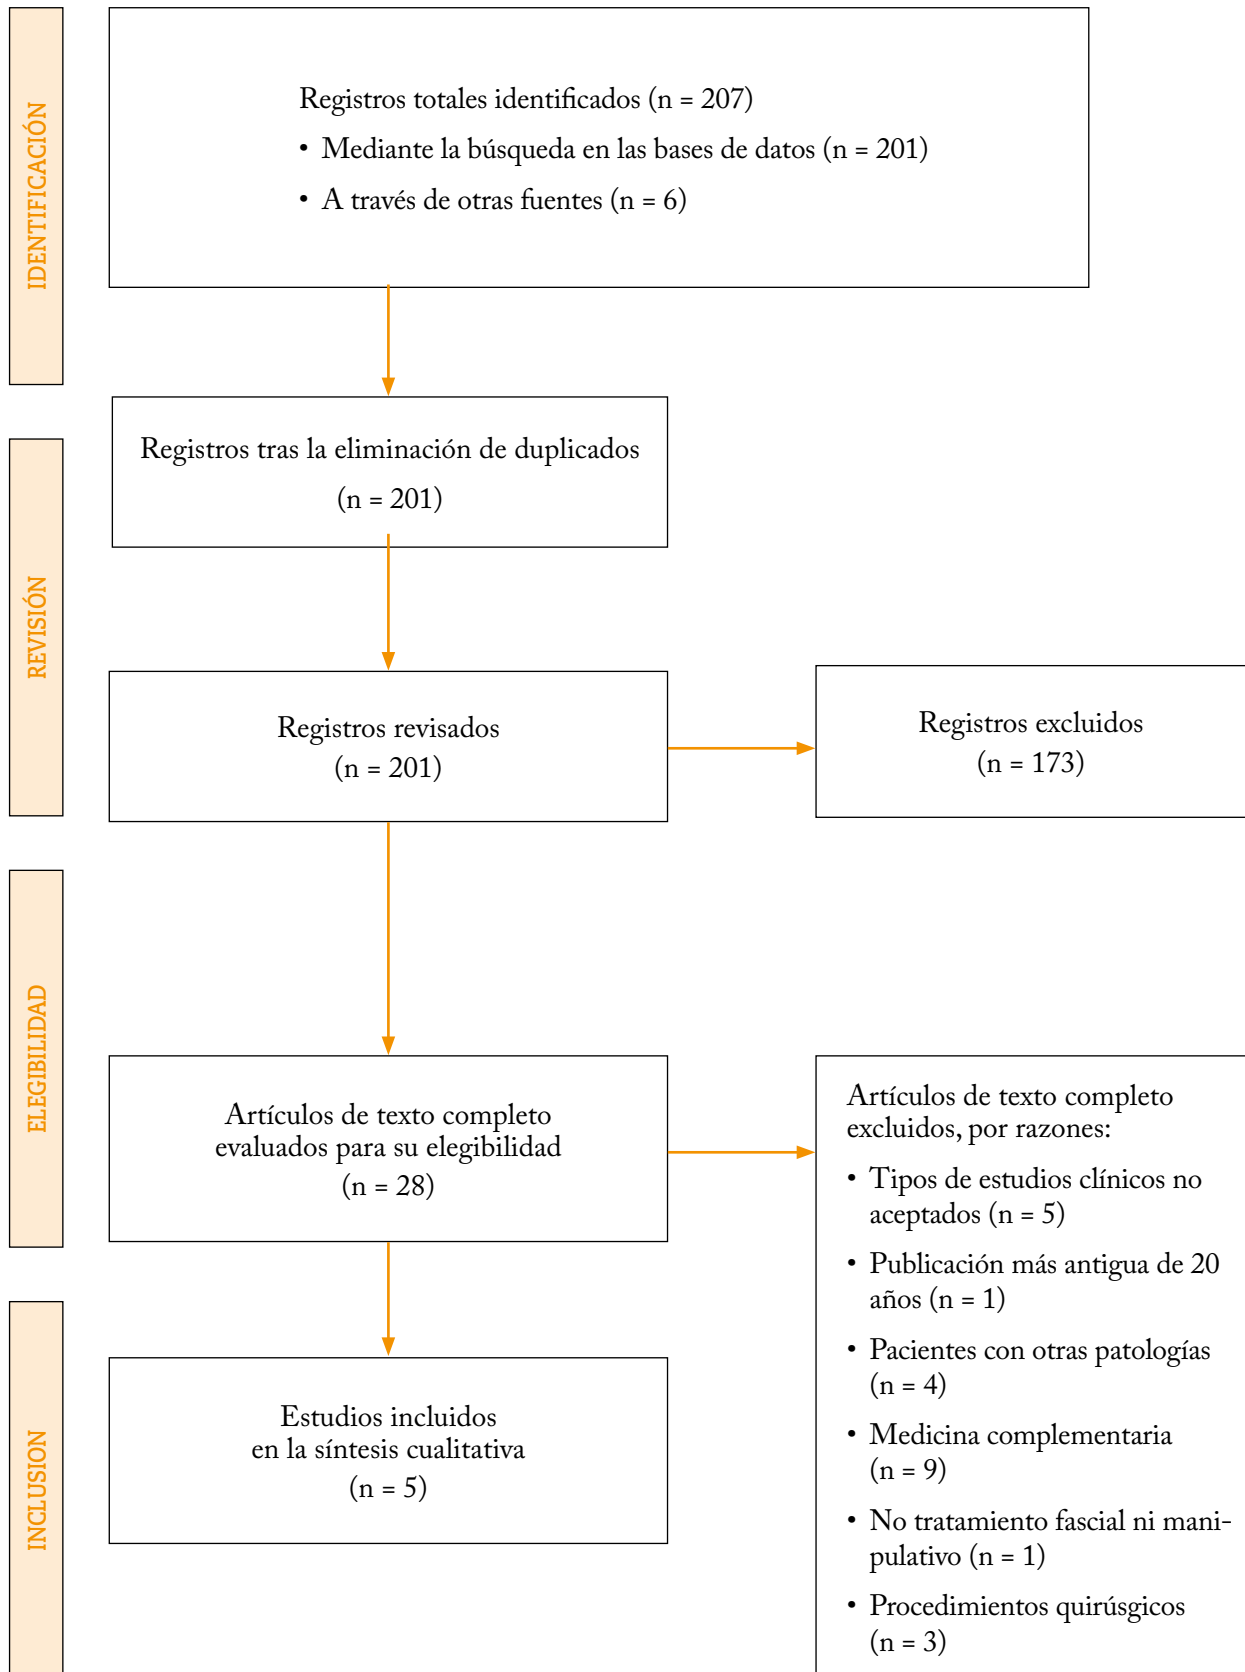 IDENTIFICACIÓN
Registros totales identificados (n = 207)
• Mediante la búsqueda en las bases de datos (n = 201)
• A través de otras fuentes (n = 6)
REVISIÓN
Registros tras la eliminación de duplicados
(n = 201)
Registros revisados
(n = 201)
Registros excluidos
(n = 173)
ELEGIBILIDAD
Artículos de texto completo
evaluados para su elegibilidad
(n = 28)
Artículos de texto completo
excluidos, por razones:
• Tipos de estudios clínicos no
aceptados (n = 5)
• Publicación más antigua de 20
años (n = 1)
• Pacientes con otras patologías
(n = 4)
• Medicina complementaria
(n = 9)
• No tratamiento fascial ni mani-
pulativo (n = 1)
• Procedimientos quirúsgicos
(n = 3)
INCLUSION
Estudios incluidos
en la síntesis cualitativa
(n = 5)